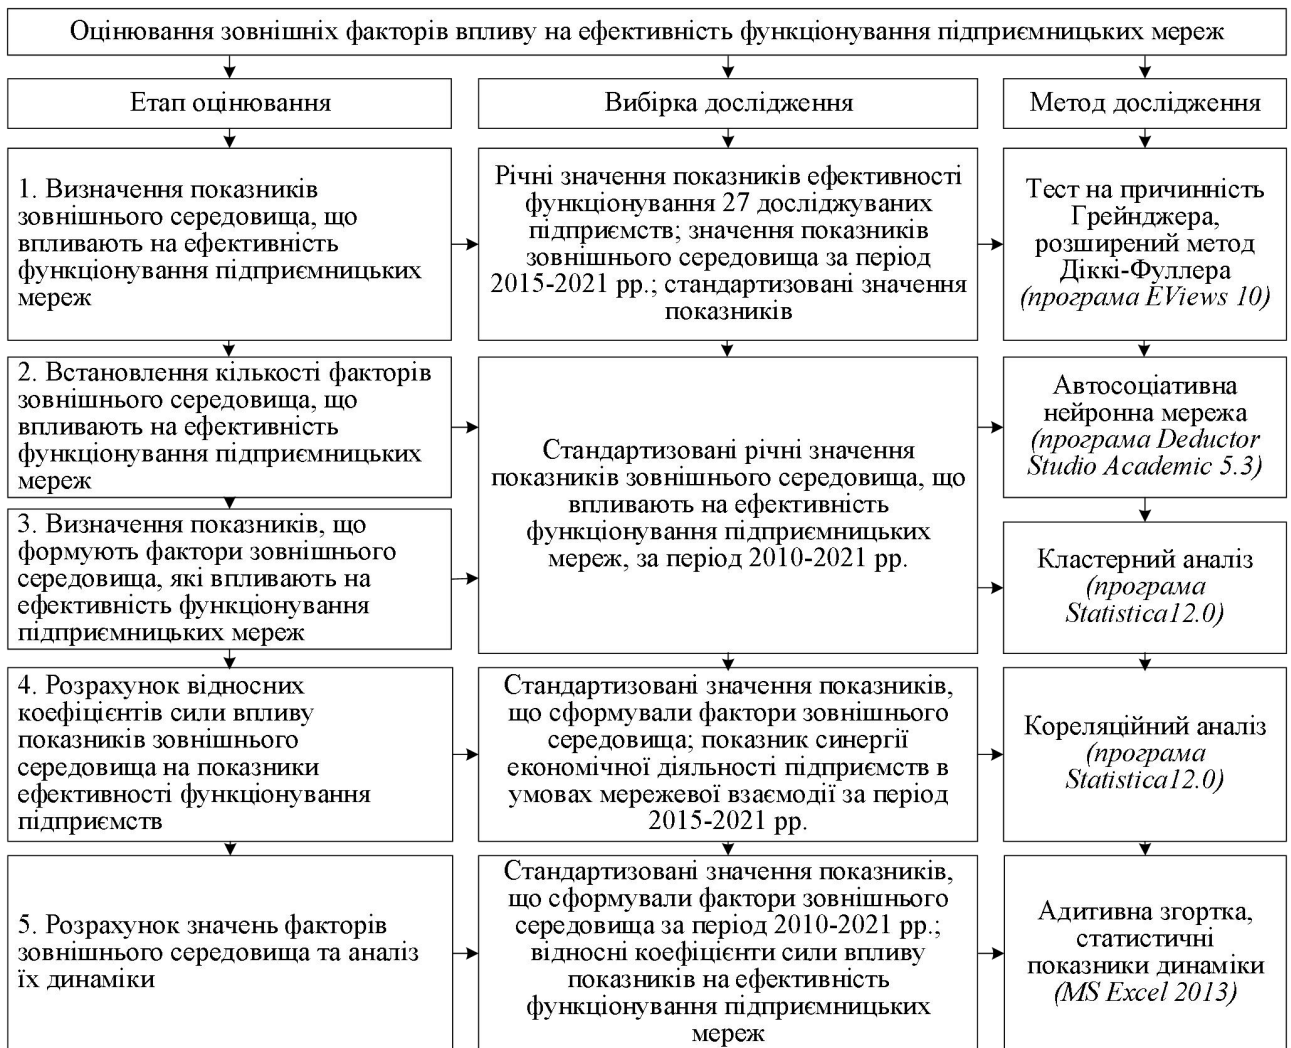 Оцінювання зовнішніх факторів впливу на ефективність функціонування підприємницьких мереж
Етап оцінювання
Вибірка дослідження
Метод дослідження
1. Визначення показників
зовнішнього середовища, що
впливають на ефективність
функціонування підприємницьких
мереж
Річні значення показників ефективності
функціонування 27 досліджуваних
підприємств; значення показників
зовнішнього середовища за період
2015-2021 рр.; стандартизовані значення
показників
Тест на причинність
Грейнджера,
розширений метод
Діккі-Фуллера
(програма EViews 10)
2. Встановлення кількості факторів
зовнішнього середовища, що
впливають на ефективність
функціонування підприємницьких
мереж
Стандартизовані річні значення
показників зовнішнього середовища, що
впливають на ефективність
функціонування підприємницьких
мереж, за період 2010-2021 рр.
Автосоціативна
нейронна мережа
(програма Deductor
Studio Academic 5.3)
3. Визначення показників, що
формують фактори зовнішнього
середовища, які впливають на
ефективність функціонування
підприємницьких мереж
Кластерний аналіз
(програма
Statistica12.0)
4. Розрахунок відносних
коефіцієнтів сили впливу
показників зовнішнього
середовища на показники
ефективності функціонування
підприємств
Стандартизовані значення показників,
що сформували фактори зовнішнього
середовища; показник синергії
економічної діяльності підприємств в
умовах мережевої взаємодії за період
2015-2021 рр.
Кореляційний аналіз
(програма
Statistica12.0)
5. Розрахунок значень факторів
зовнішнього середовища та аналіз
їх динаміки
Стандартизовані значення показників,
що сформували фактори зовнішнього
середовища за період 2010-2021 рр.;
відносні коефіцієнти сили впливу
показників на ефективність
функціонування підприємницьких
мереж
Адитивна згортка,
статистичні
показники динаміки
(MS Excel 2013)